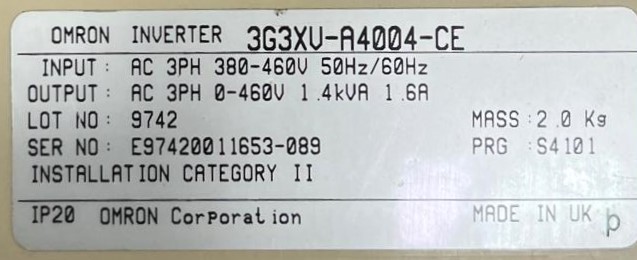 OMRON INVERTER 3G3XV-A4004-CE
INPUT : AC 3PH 380-460V 50Hz/60Hz
OUTPUT : AC 3PH 0-460V 1.4kVA 1.6A
LOT NO : 9742 MASS : 2.0 Kg
SER NO : E97420011653-089 PRG : S4101
INSTALLATION CATEGORY II
IP20 OMRON Corporation MADE IN UK p